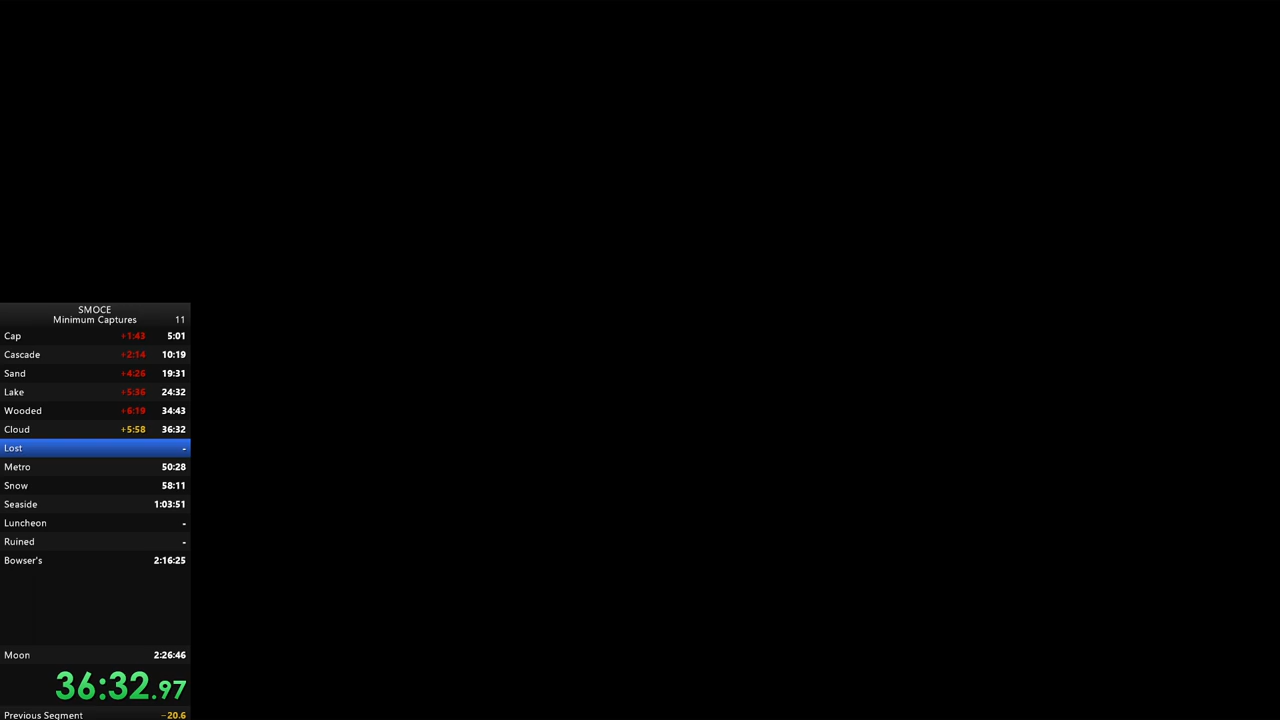 SMOCE
Minimum Captures 11
Cap +1:43 5:01
Cascade +2:14 10:19
Sand +4:26 19:31
Lake +5:36 24:32
Wooded +6:19 34:43
Cloud +5:58 36:32
Lost -
Metro 50:28
Snow 58:11
Seaside 1:03:51
Luncheon -
Ruined -
Bowser's 2:16:25
Moon 2:26:46
36:32.97
Previous Segment −20.6